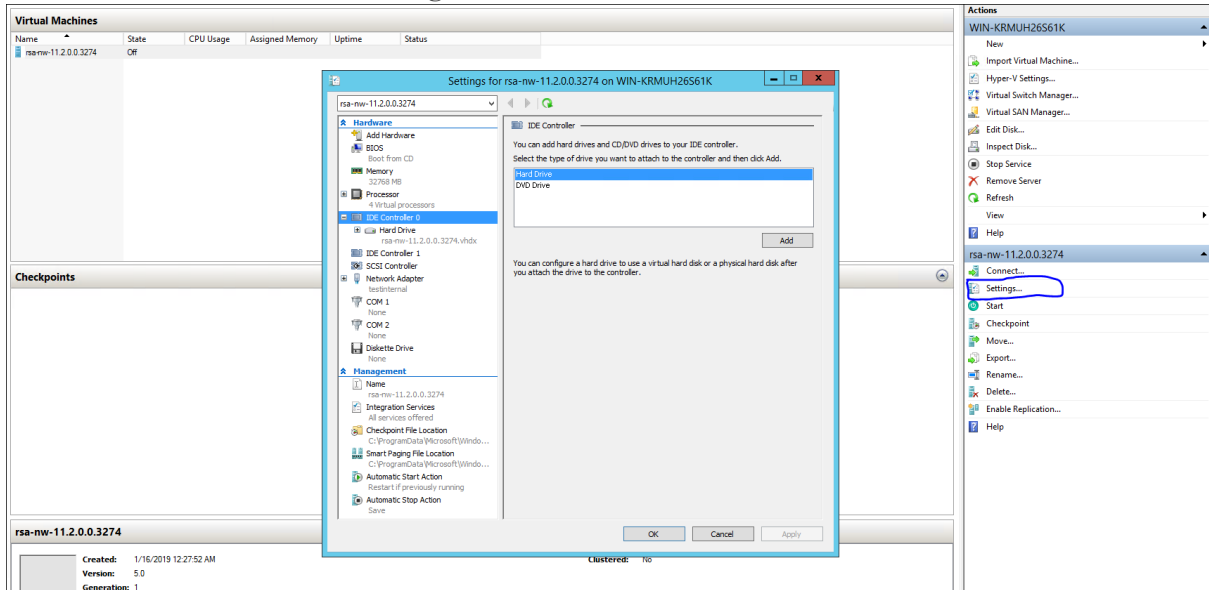 Virtual Machines
Name State CPU Usage Assigned Memory Uptime Status
rsa-nw-11.2.0.0.3274 Off
Settings for rsa-nw-11.2.0.0.3274 on WIN-KRMUH26S61K
rsa-nw-11.2.0.0.3274
Hardware
Add Hardware
BIOS
Boot from CD
Memory
32768 MB
Processor
4 Virtual processors
IDE Controller 0
Hard Drive
rsa-nw-11.2.0.0.3274.vhdx
IDE Controller 1
SCSI Controller
Network Adapter
testinternal
COM 1
None
COM 2
None
Diskette Drive
None
Management
Name
rsa-nw-11.2.0.0.3274
Integration Services
All services offered
Checkpoint File Location
C:\ProgramData\Microsoft\Windo...
Smart Paging File Location
C:\ProgramData\Microsoft\Windo...
Automatic Start Action
Restart if previously running
Automatic Stop Action
Save
IDE Controller
You can add hard drives and CD/DVD drives to your IDE controller.
Select the type of drive you want to attach to the controller and then click Add.
Hard Drive
DVD Drive
Add
You can configure a hard drive to use a virtual hard disk or a physical hard disk after
you attach the drive to the controller.
OK Cancel Apply
Checkpoints
rsa-nw-11.2.0.0.3274
Created: 1/16/2019 12:27:52 AM
Clustered: No
Version: 5.0
Generation: 1
Actions
WIN-KRMUH26S61K
New
Import Virtual Machine...
Hyper-V Settings...
Virtual Switch Manager...
Virtual SAN Manager...
Edit Disk...
Inspect Disk...
Stop Service
Remove Server
Refresh
View
Help
rsa-nw-11.2.0.0.3274
Connect...
Settings...
Start
Checkpoint
Move...
Export...
Rename...
Delete...
Enable Replication...
Help